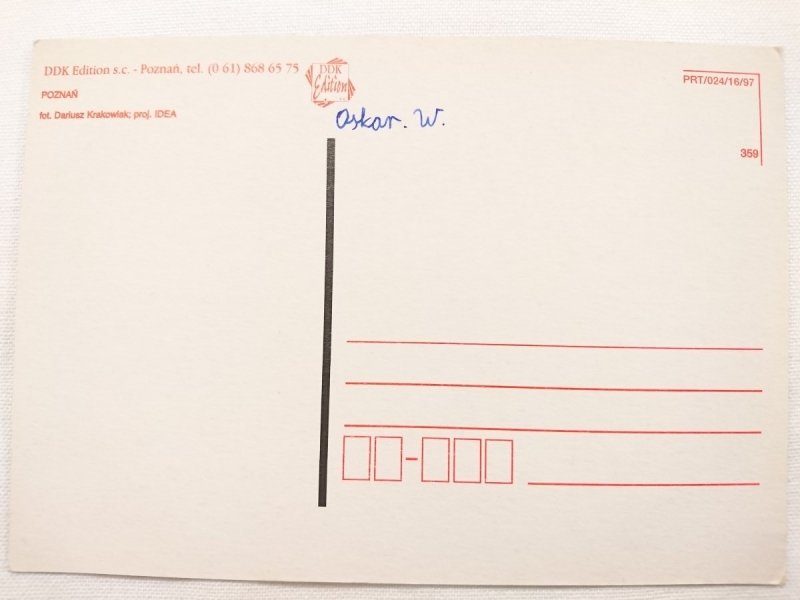 DDK Edition s.c. - Poznań, tel. (0 61) 868 65 75
POZNAŃ
fot. Dariusz Krakowiak; proj. IDEA
DDK
Edition
Oskar. W.
PRT/024/16/97
359